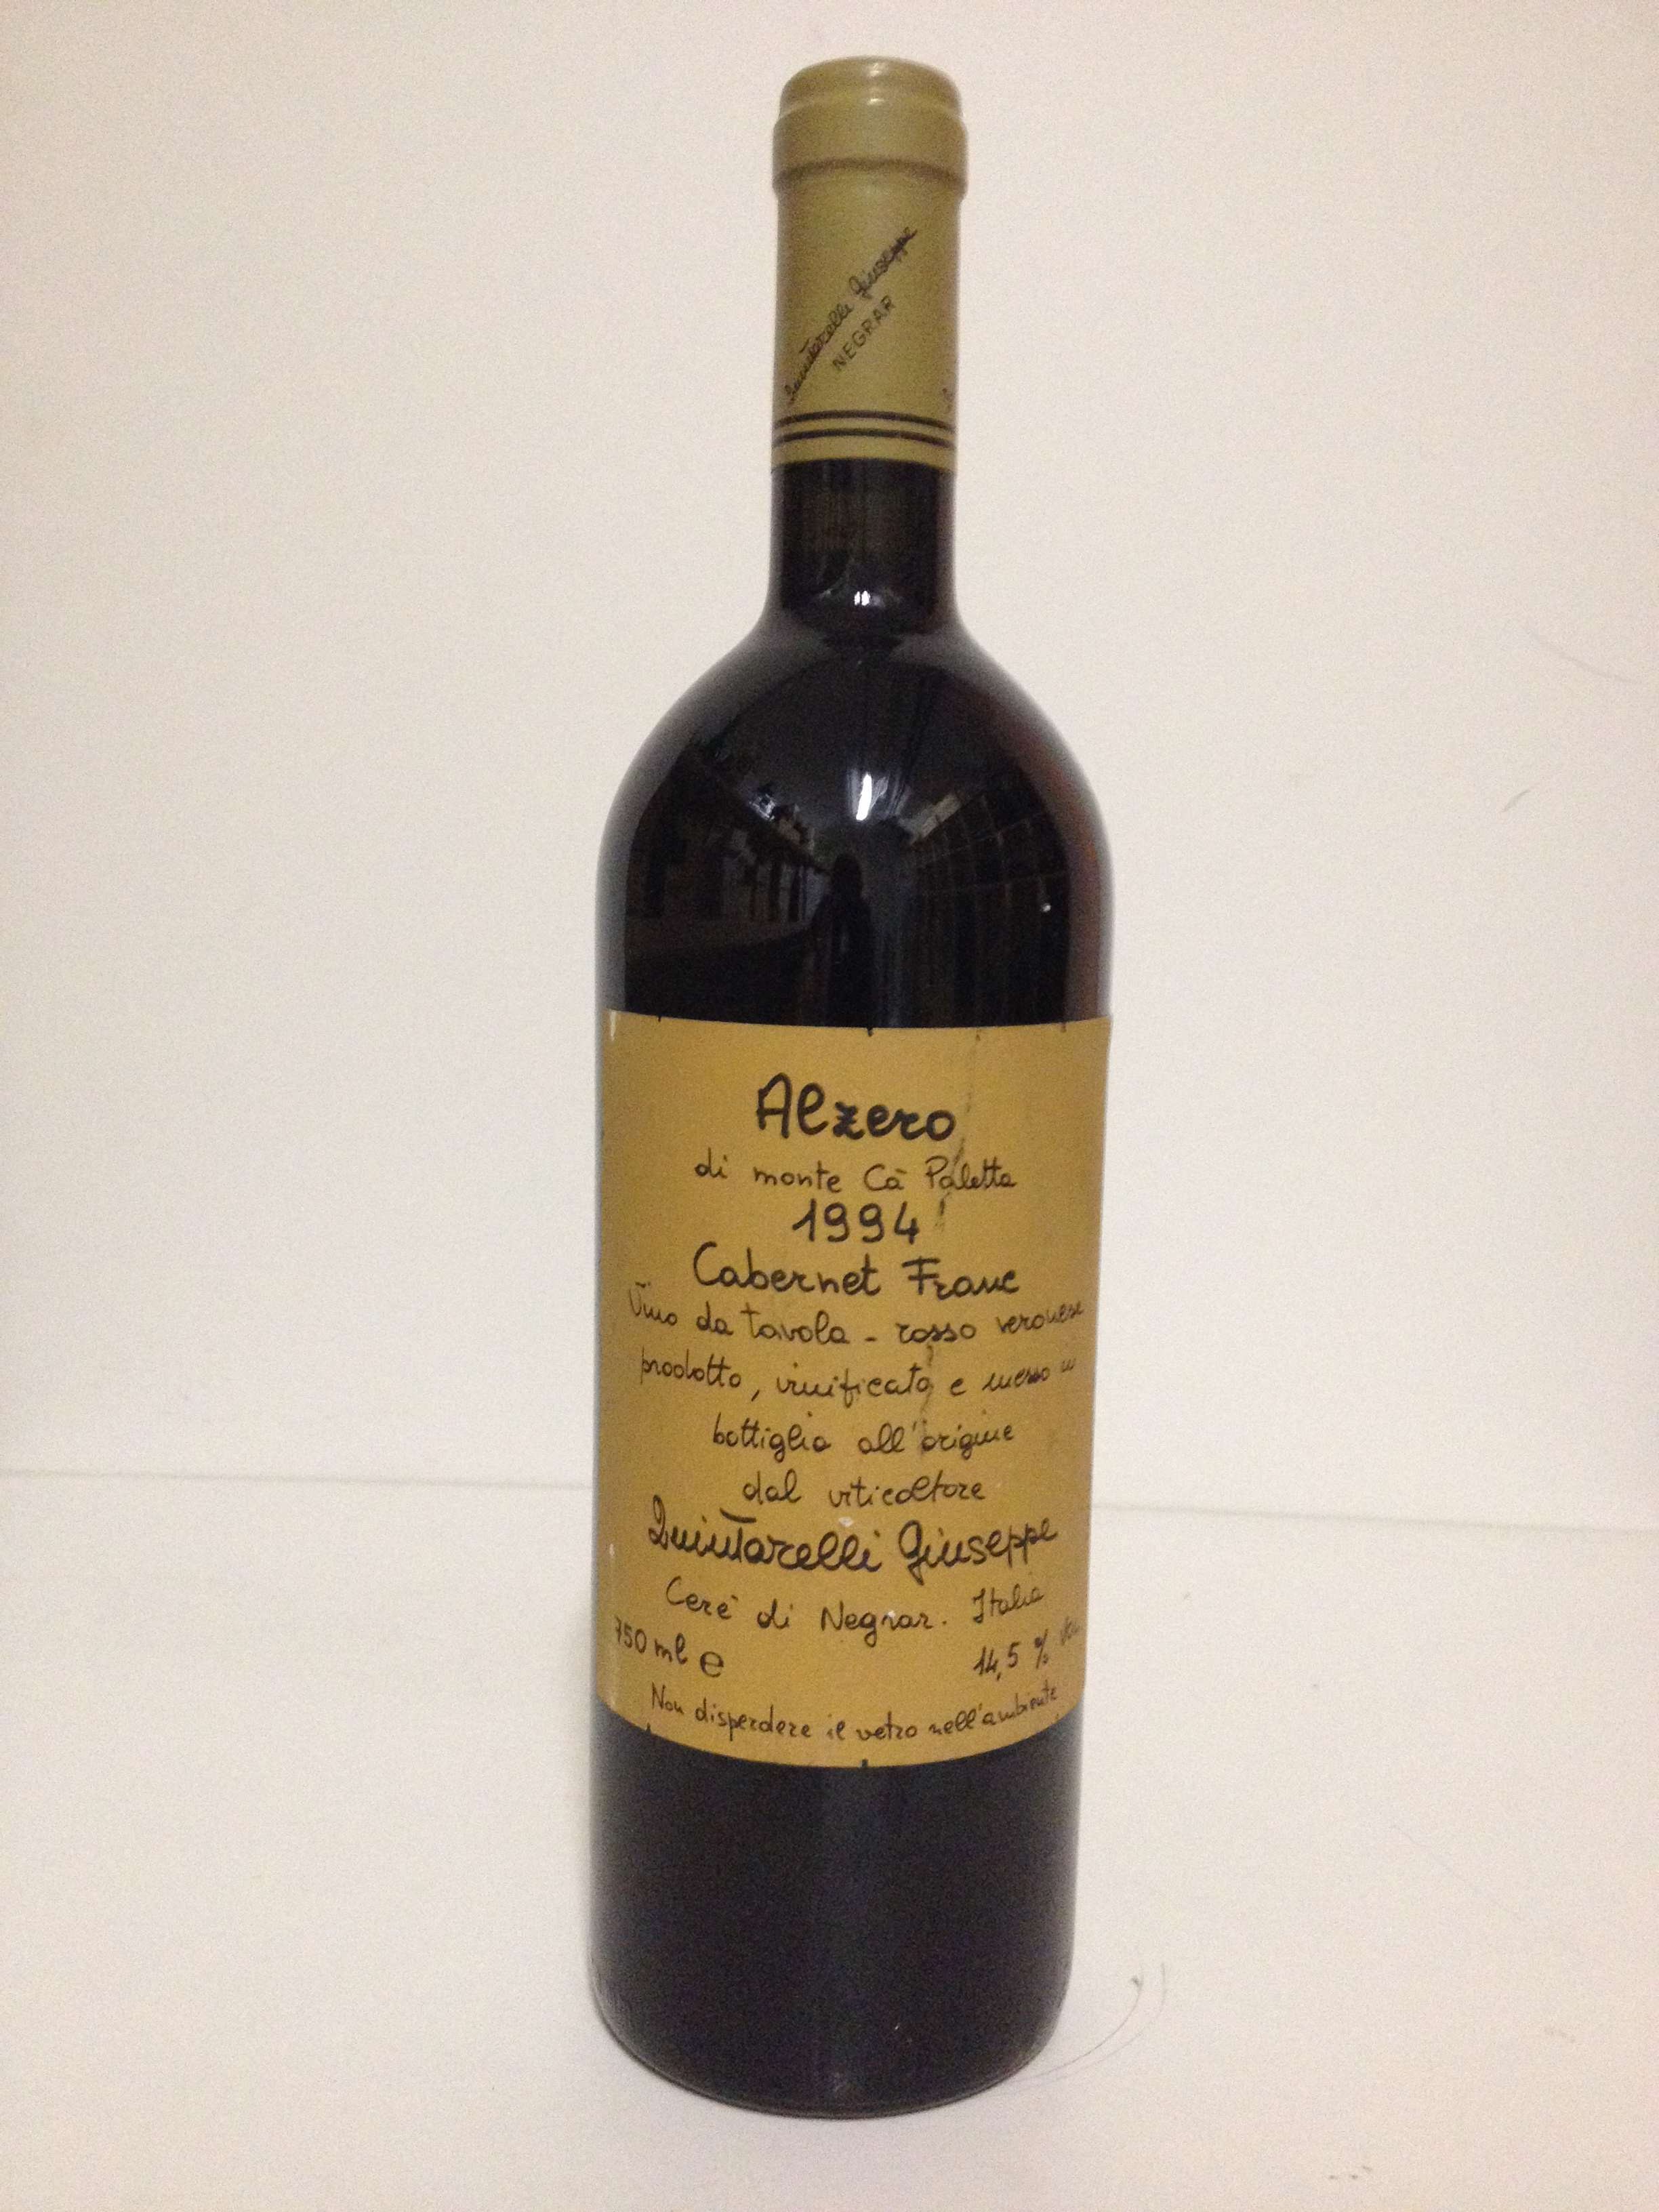 Quintarelli Giuseppe
NEGRAR
Alzero
di monte Cà Paletta
1994
Cabernet Franc
Vino da tavola - rosso veronese
prodotto, vinificato e messo in
bottiglia all'origine
dal viticoltore
Quintarelli Giuseppe
Cerè di Negrar. Italia
750 ml e
14,5 % Vol.
Non disperdere il vetro nell'ambiente